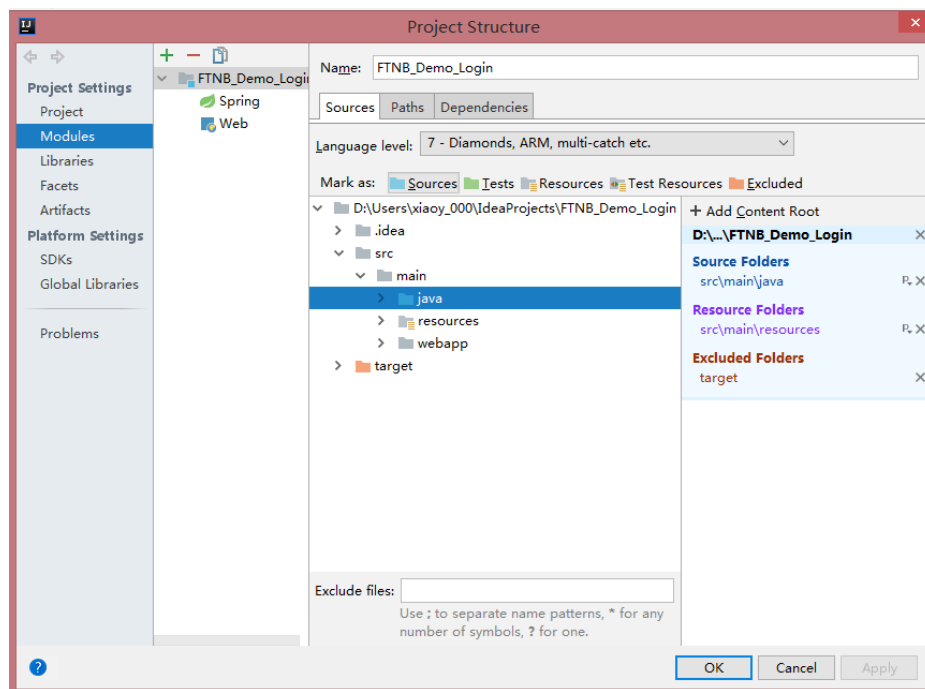 Project Structure
Project Settings
Project
Modules
Libraries
Facets
Artifacts
Platform Settings
SDKs
Global Libraries
Problems
FTNB_Demo_Logi
Spring
Web
Name: FTNB_Demo_Login
Sources Paths Dependencies
Language level: 7 - Diamonds, ARM, multi-catch etc.
Mark as: Sources Tests Resources Test Resources Excluded
D:\Users\xiaoy_000\IdeaProjects\FTNB_Demo_Login
.idea
src
main
java
resources
webapp
target
+ Add Content Root
D:\...\FTNB_Demo_Login
Source Folders
src\main\java
Resource Folders
src\main\resources
Excluded Folders
target
Exclude files:
Use ; to separate name patterns, * for any
number of symbols, ? for one.
OK Cancel Apply